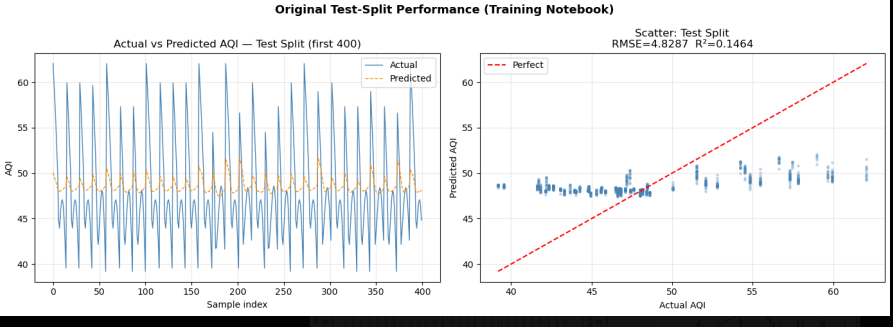 Original Test-Split Performance (Training Notebook)
Actual vs Predicted AQI — Test Split (first 400)
Actual
Predicted
AQI
60
55
50
45
40
0
50
100
150
200
250
300
350
400
Sample index
Scatter: Test Split
RMSE=4.8287 R²=0.1464
Perfect
Predicted AQI
60
55
50
45
40
40
45
50
55
60
Actual AQI